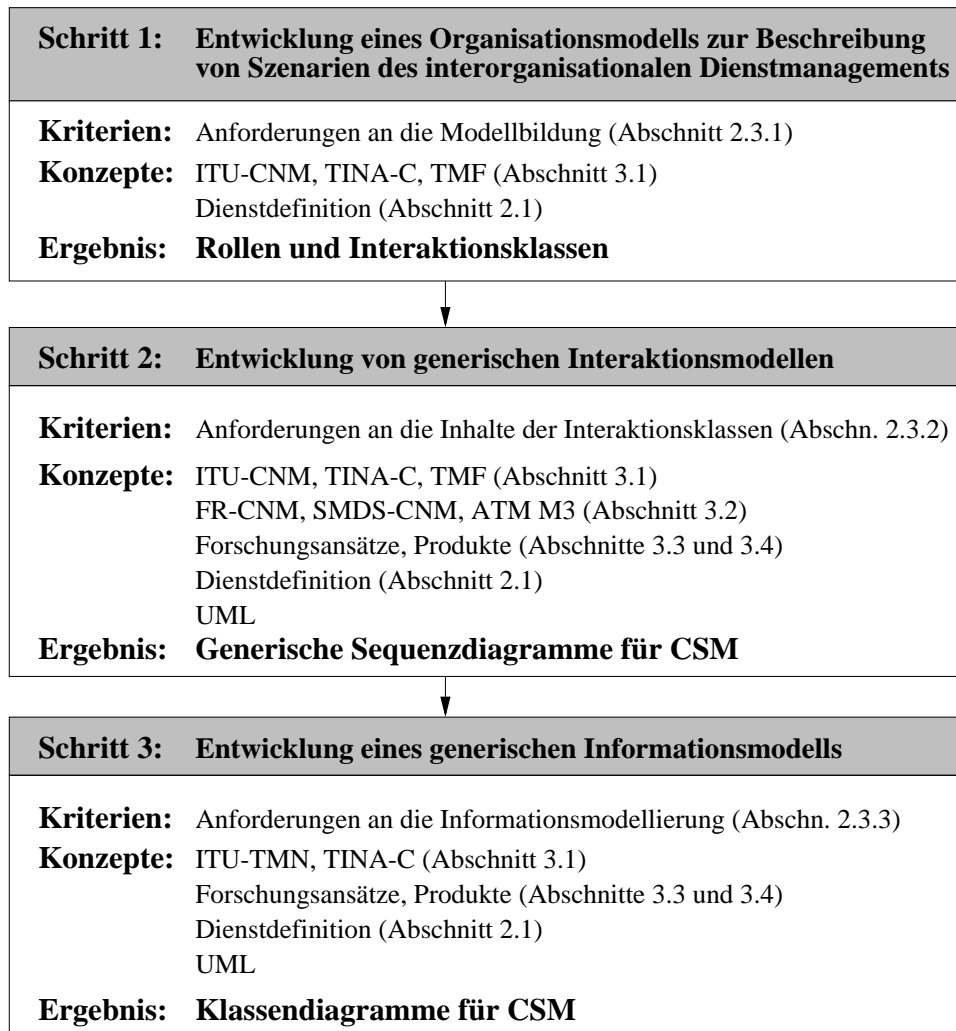 Schritt 1: Entwicklung eines Organisationsmodells zur Beschreibung
von Szenarien des interorganisationalen Dienstmanagements
Kriterien: Anforderungen an die Modellbildung (Abschnitt 2.3.1)
Konzepte: ITU-CNM, TINA-C, TMF (Abschnitt 3.1)
Dienstdefinition (Abschnitt 2.1)
Ergebnis: Rollen und Interaktionsklassen
Schritt 2: Entwicklung von generischen Interaktionsmodellen
Kriterien: Anforderungen an die Inhalte der Interaktionsklassen (Abschn. 2.3.2)
Konzepte: ITU-CNM, TINA-C, TMF (Abschnitt 3.1)
FR-CNM, SMDS-CNM, ATM M3 (Abschnitt 3.2)
Forschungsansätze, Produkte (Abschnitte 3.3 und 3.4)
Dienstdefinition (Abschnitt 2.1)
UML
Ergebnis: Generische Sequenzdiagramme für CSM
Schritt 3: Entwicklung eines generischen Informationsmodells
Kriterien: Anforderungen an die Informationsmodellierung (Abschn. 2.3.3)
Konzepte: ITU-TMN, TINA-C (Abschnitt 3.1)
Forschungsansätze, Produkte (Abschnitte 3.3 und 3.4)
Dienstdefinition (Abschnitt 2.1)
UML
Ergebnis: Klassendiagramme für CSM